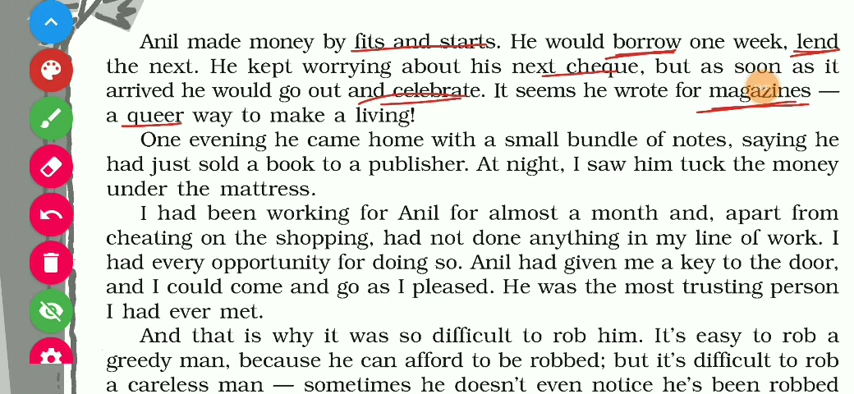 Anil made money by fits and starts. He would borrow one week, lend
the next. He kept worrying about his next cheque, but as soon as it
arrived he would go out and celebrate. It seems he wrote for magazines —
a queer way to make a living!
One evening he came home with a small bundle of notes, saying he
had just sold a book to a publisher. At night, I saw him tuck the money
under the mattress.
I had been working for Anil for almost a month and, apart from
cheating on the shopping, had not done anything in my line of work. I
had every opportunity for doing so. Anil had given me a key to the door,
and I could come and go as I pleased. He was the most trusting person
I had ever met.
And that is why it was so difficult to rob him. It’s easy to rob a
greedy man, because he can afford to be robbed; but it’s difficult to rob
a careless man — sometimes he doesn’t even notice he’s been robbed